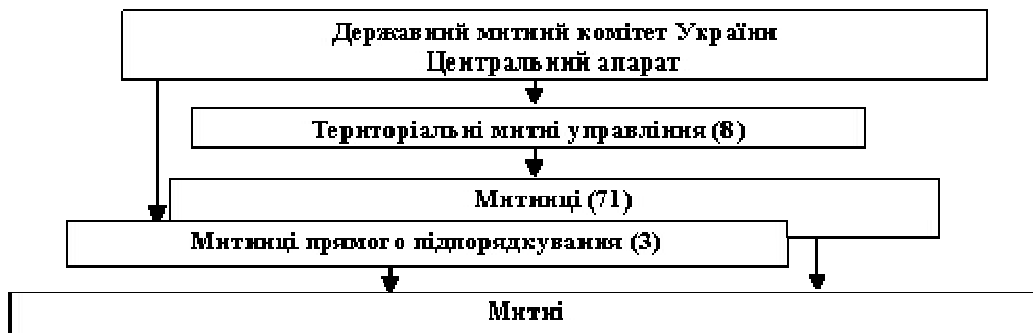 Державний митний комітет України
Центральний апарат
Територіальні митні управління (8)
Митниці (71)
Митниці прямого підпорядкування (3)
Митні